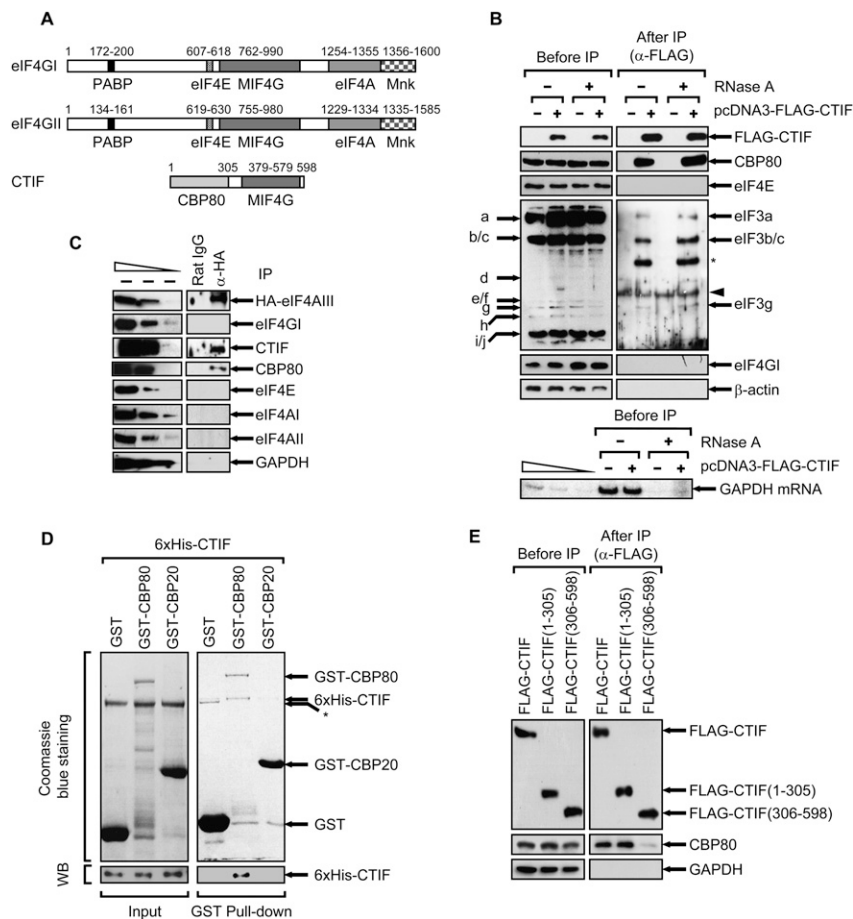 A
1 172-200 607-618 762-990 1254-1355 1356-1600
eIF4GI
PABP eIF4E MIF4G eIF4A Mnk
1 134-161 619-630 755-980 1229-1334 1335-1585
eIF4GII
PABP eIF4E MIF4G eIF4A Mnk
1 305 379-579 598
CTIF
CBP80 MIF4G
B
Before IP
After IP
(α-FLAG)
− + − + RNase A
− + − + − + − + pcDNA3-FLAG-CTIF
FLAG-CTIF
CBP80
eIF4E
a
b/c
d
e/f
g
h
i/j
eIF3a
eIF3b/c
*
eIF3g
eIF4GI
β-actin
Before IP
− + RNase A
− + − + pcDNA3-FLAG-CTIF
GAPDH mRNA
C
Rat IgG
α-HA
− − − IP
HA-eIF4AIII
eIF4GI
CTIF
CBP80
eIF4E
eIF4AI
eIF4AII
GAPDH
D
6xHis-CTIF
GST
GST-CBP80
GST-CBP20
GST
GST-CBP80
GST-CBP20
Coomassie
blue staining
GST-CBP80
6xHis-CTIF
*
GST-CBP20
GST
WB
6xHis-CTIF
Input GST Pull-down
E
Before IP
After IP
(α-FLAG)
FLAG-CTIF
FLAG-CTIF(1-305)
FLAG-CTIF(306-598)
FLAG-CTIF
FLAG-CTIF(1-305)
FLAG-CTIF(306-598)
FLAG-CTIF
FLAG-CTIF(1-305)
FLAG-CTIF(306-598)
CBP80
GAPDH